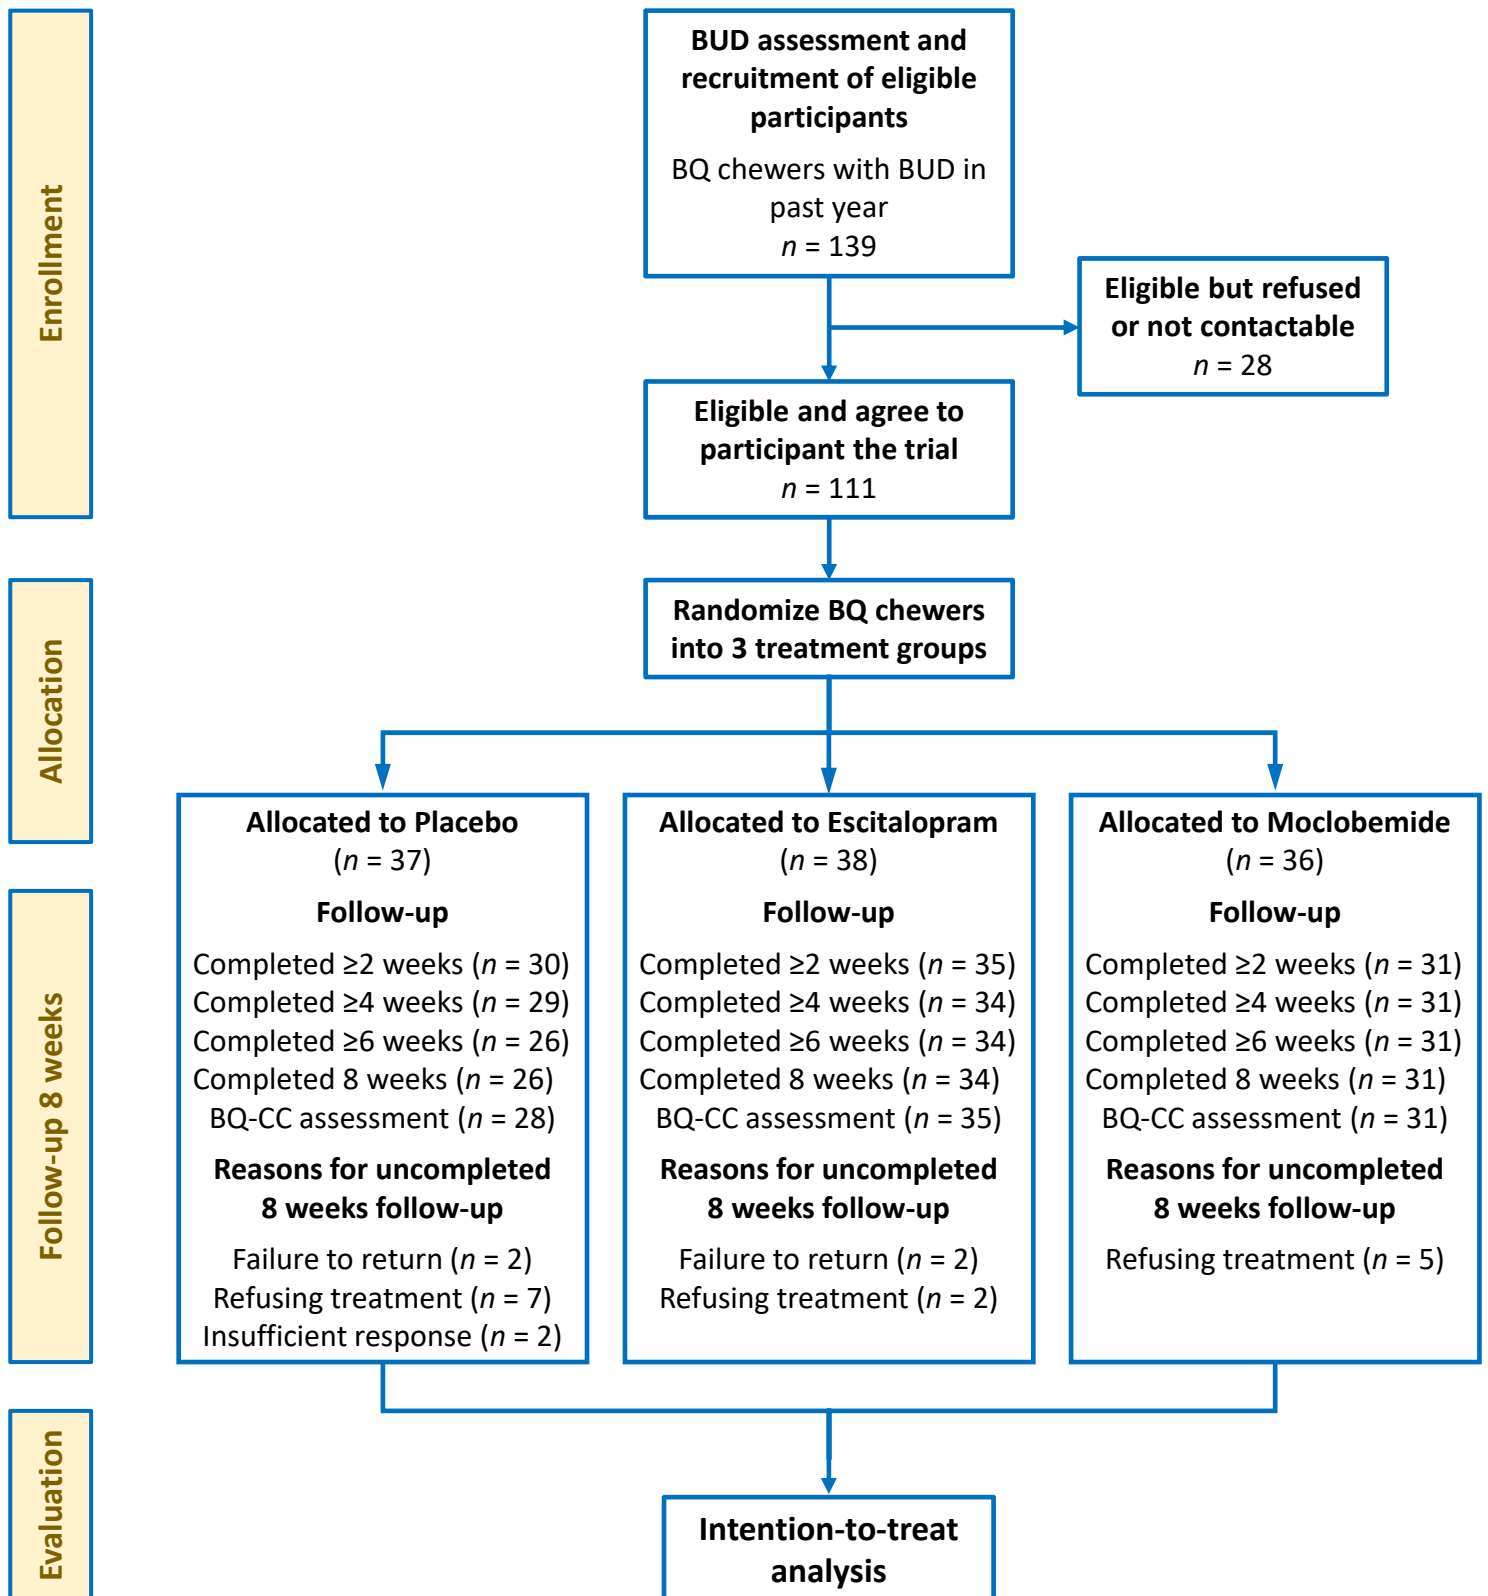 Enrollment
BUD assessment and
recruitment of eligible
participants
BQ chewers with BUD in
past year
n = 139
Eligible but refused
or not contactable
n = 28
Eligible and agree to
participant the trial
n = 111
Allocation
Randomize BQ chewers
into 3 treatment groups
Allocated to Placebo
(n = 37)
Follow-up 8 weeks
Follow-up
Completed ≥2 weeks (n = 30)
Completed ≥4 weeks (n = 29)
Completed ≥6 weeks (n = 26)
Completed 8 weeks (n = 26)
BQ-CC assessment (n = 28)
Reasons for uncompleted
8 weeks follow-up
Failure to return (n = 2)
Refusing treatment (n = 7)
Insufficient response (n = 2)
Allocated to Escitalopram
(n = 38)
Follow-up
Completed ≥2 weeks (n = 35)
Completed ≥4 weeks (n = 34)
Completed ≥6 weeks (n = 34)
Completed 8 weeks (n = 34)
BQ-CC assessment (n = 35)
Reasons for uncompleted
8 weeks follow-up
Failure to return (n = 2)
Refusing treatment (n = 2)
Allocated to Moclobemide
(n = 36)
Follow-up
Completed ≥2 weeks (n = 31)
Completed ≥4 weeks (n = 31)
Completed ≥6 weeks (n = 31)
Completed 8 weeks (n = 31)
BQ-CC assessment (n = 31)
Reasons for uncompleted
8 weeks follow-up
Refusing treatment (n = 5)
Evaluation
Intention-to-treat
analysis